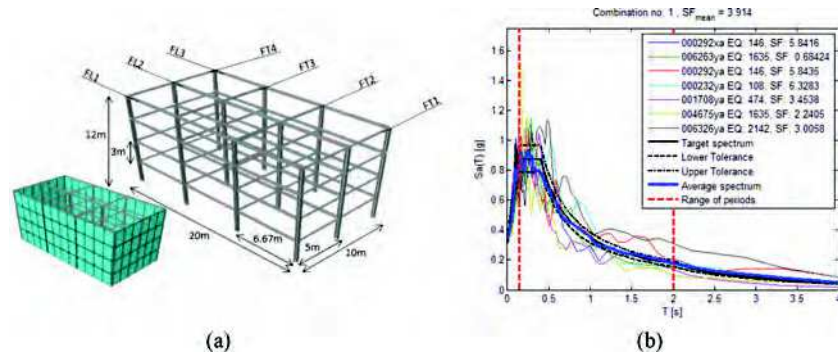 FL1
FL2
FL3
FT4
FT3
FT2
FT1
12m
3m
20m
6.67m
5m
10m
(a)
Combination no: 1 , SFmean = 3.914
000292xa EQ: 146, SF: 5.8416
006263ya EQ: 1635, SF: 0.68424
000292ya EQ: 146, SF: 5.8435
000232ya EQ: 108, SF: 6.3283
001708ya EQ: 474, SF: 3.4538
004675ya EQ: 1635, SF: 2.2405
006326ya EQ: 2142, SF: 3.0058
Target spectrum
Lower Tolerance
Upper Tolerance
Average spectrum
Range of periods
Sa(T) [g]
1.6
1.4
1.2
1
0.8
0.6
0.4
0.2
0
0 0.5 1 1.5 2 2.5 3 3.5 4
T [s]
(b)